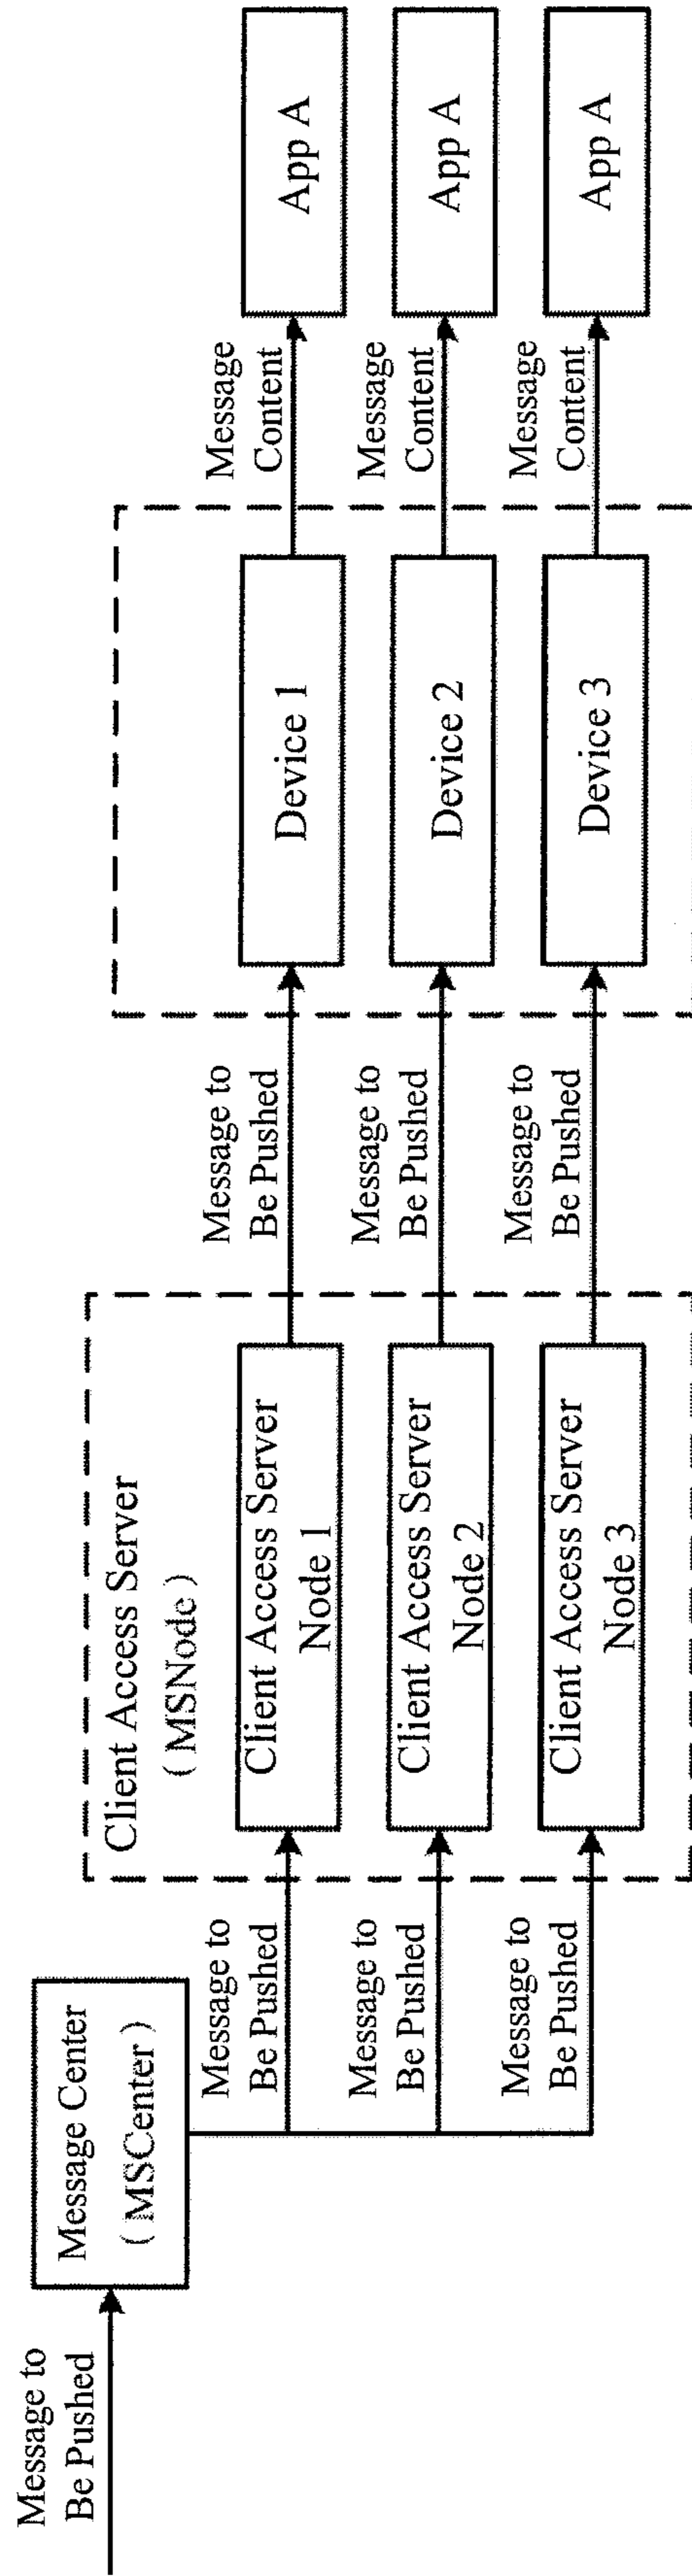 Message to
Be Pushed
Message Center
( MSCenter )
Message to
Be Pushed
Message to
Be Pushed
Message to
Be Pushed
Client Access Server
( MSNode )
Client Access Server
Node 1
Client Access Server
Node 2
Client Access Server
Node 3
Message to
Be Pushed
Message to
Be Pushed
Message to
Be Pushed
Device 1
Device 2
Device 3
Message
Content
Message
Content
Message
Content
App A
App A
App A